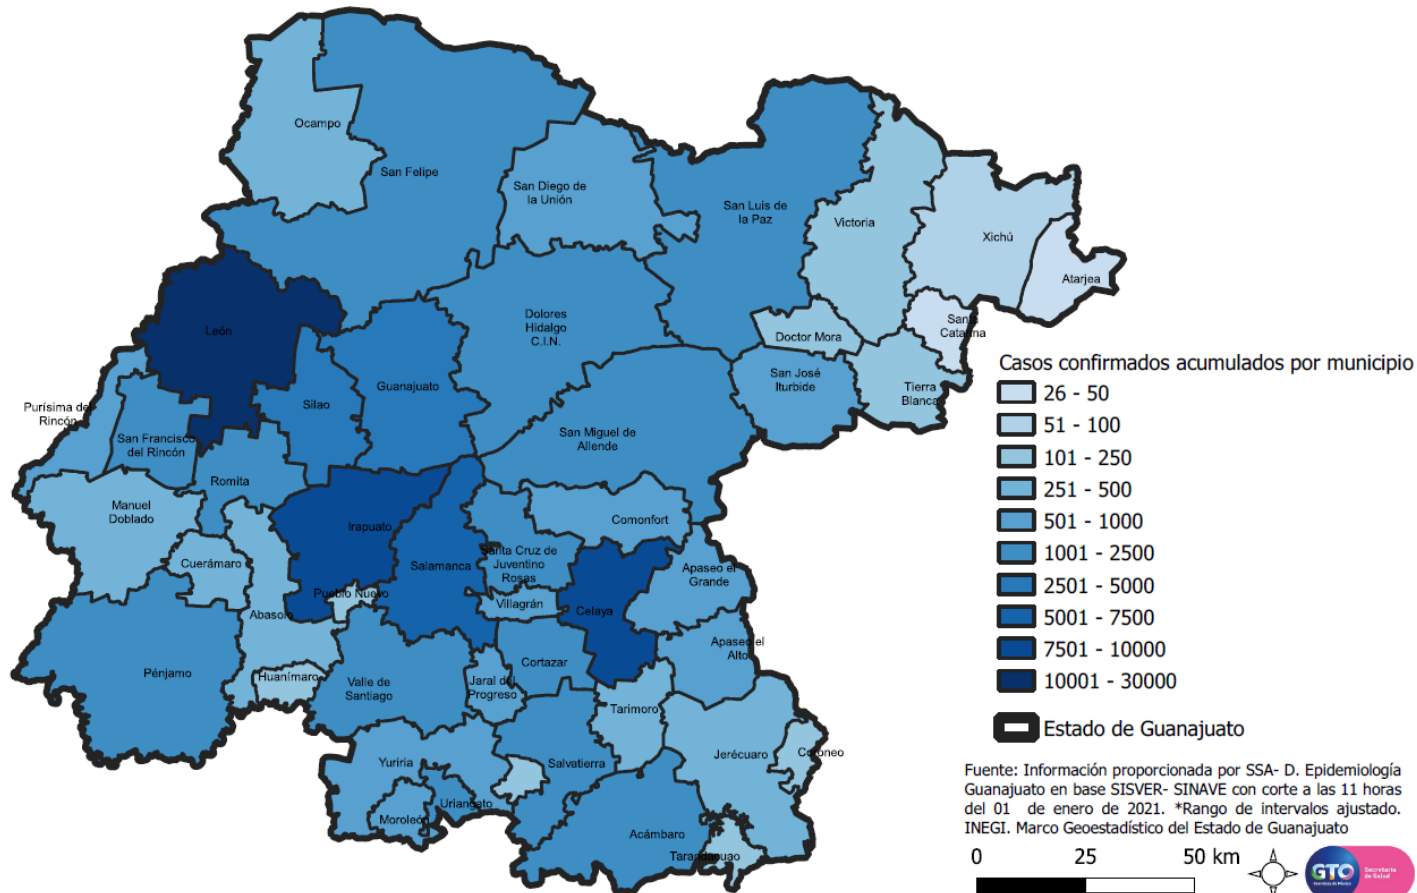 Ocampo
San Felipe
San Diego de
la Unión
San Luis de
la Paz
Victoria
Xichú
Atarjea
León
Dolores
Hidalgo
C.I.N.
Doctor Mora
Santa
Catarina
Guanajuato
Silao
San José
Iturbide
Tierra
Blanca
Purísima del
Rincón
San Francisco
del Rincón
San Miguel de
Allende
Romita
Manuel
Doblado
Irapuato
Comonfort
Cuerámaro
Salamanca
Santa Cruz de
Juventino
Rosas
Apaseo el
Grande
Pueblo Nuevo
Villagrán
Celaya
Abasolo
Apaseo el
Alto
Pénjamo
Huanímaro
Valle de
Santiago
Jaral del
Progreso
Cortazar
Tarimoro
Jerécuaro
Coroneo
Yuriria
Salvatierra
Uriangato
Moroleón
Acámbaro
Tarandacuao
Casos confirmados acumulados por municipio
26 - 50
51 - 100
101 - 250
251 - 500
501 - 1000
1001 - 2500
2501 - 5000
5001 - 7500
7501 - 10000
10001 - 30000
Estado de Guanajuato
Fuente: Información proporcionada por SSA- D. Epidemiología
Guanajuato en base SISVER- SINAVE con corte a las 11 horas
del 01 de enero de 2021. *Rango de intervalos ajustado.
INEGI. Marco Geoestadístico del Estado de Guanajuato
0 25 50 km
GTO
Secretaría
de Salud